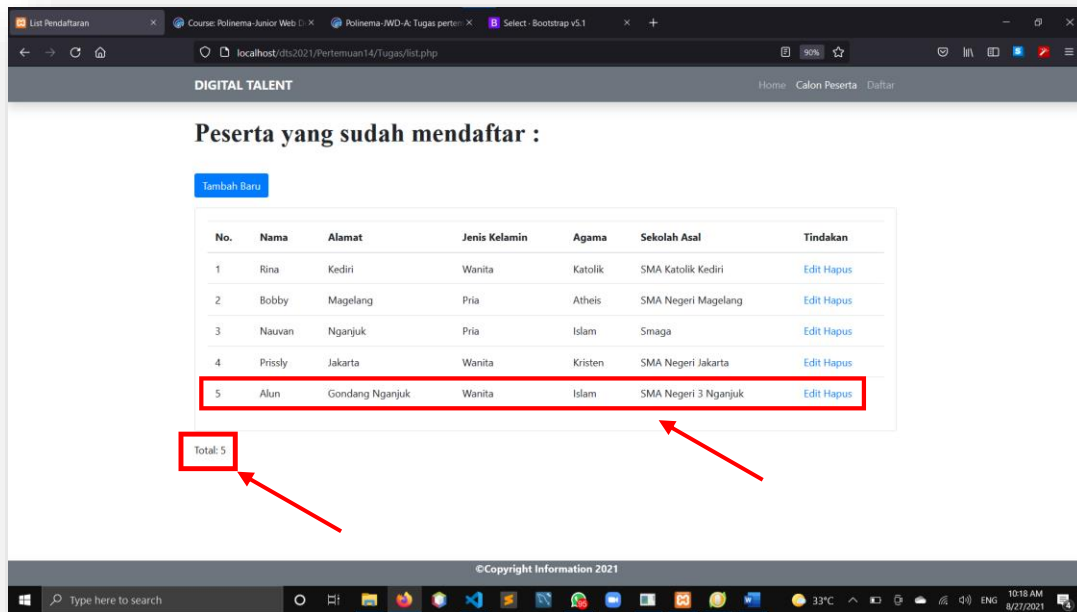 List Pendaftaran
Course: Polinema-Junior Web D
Polinema-JWD-A: Tugas pertem
Select · Bootstrap v5.1
localhost/dts2021/Pertemuan14/Tugas/list.php
90%
DIGITAL TALENT
Home Calon Peserta Daftar
Peserta yang sudah mendaftar :
Tambah Baru
No. Nama Alamat Jenis Kelamin Agama Sekolah Asal Tindakan
1 Rina Kediri Wanita Katolik SMA Katolik Kediri Edit Hapus
2 Bobby Magelang Pria Atheis SMA Negeri Magelang Edit Hapus
3 Nauvan Nganjuk Pria Islam Smaga Edit Hapus
4 Prissly Jakarta Wanita Kristen SMA Negeri Jakarta Edit Hapus
5 Alun Gondang Nganjuk Wanita Islam SMA Negeri 3 Nganjuk Edit Hapus
Total: 5
©Copyright Information 2021
Type here to search
33°C
ENG
10:18 AM
8/27/2021